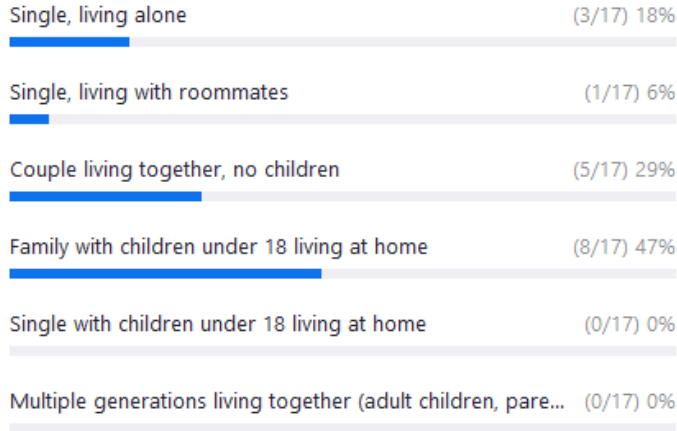 Single, living alone (3/17) 18%
Single, living with roommates (1/17) 6%
Couple living together, no children (5/17) 29%
Family with children under 18 living at home (8/17) 47%
Single with children under 18 living at home (0/17) 0%
Multiple generations living together (adult children, pare... (0/17) 0%